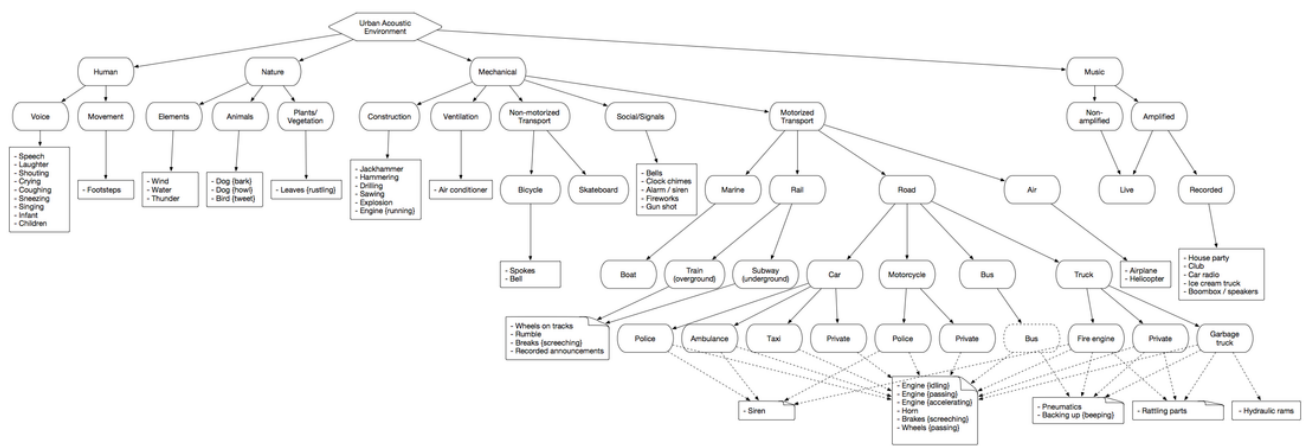 Urban Acoustic
Environment
Human
Nature
Mechanical
Music
Voice
Movement
Elements
Animals
Plants/
Vegetation
Construction
Ventilation
Non-motorized
Transport
Social/Signals
Motorized
Transport
Non-
amplified
Amplified
- Speech
- Laughter
- Shouting
- Crying
- Coughing
- Sneezing
- Singing
- Infant
- Children
- Footsteps
- Wind
- Water
- Thunder
- Dog {bark}
- Dog {howl}
- Bird {tweet}
- Leaves {rustling}
- Jackhammer
- Hammering
- Drilling
- Sawing
- Explosion
- Engine {running}
- Air conditioner
Bicycle
Skateboard
- Bells
- Clock chimes
- Alarm / siren
- Fireworks
- Gun shot
Marine
Rail
Road
Air
Live
Recorded
- Spokes
- Bell
Boat
Train
(overground)
Subway
(underground)
Car
Motorcycle
Bus
Truck
- Airplane
- Helicopter
- House party
- Club
- Car radio
- Ice cream truck
- Boombox / speakers
- Wheels on tracks
- Rumble
- Breaks {screeching}
- Recorded announcements
Police
Ambulance
Taxi
Private
Police
Private
Bus
Fire engine
Private
Garbage
truck
- Siren
- Engine {idling}
- Engine {passing}
- Engine {accelerating}
- Horn
- Brakes {screeching}
- Wheels {passing}
- Pneumatics
- Backing up {beeping}
- Rattling parts
- Hydraulic rams